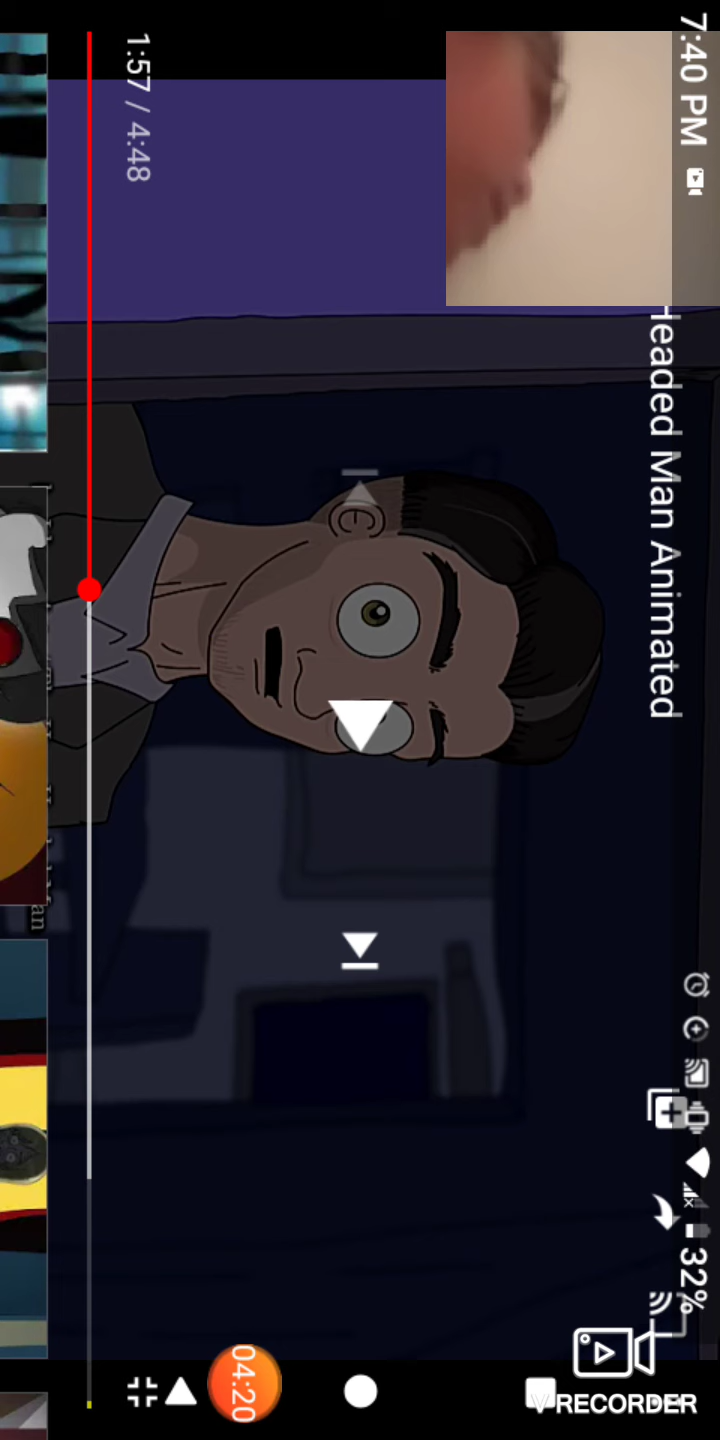 7:40 PM
32%
Headed Man Animated
1:57 / 4:48
04:20
V RECORDER